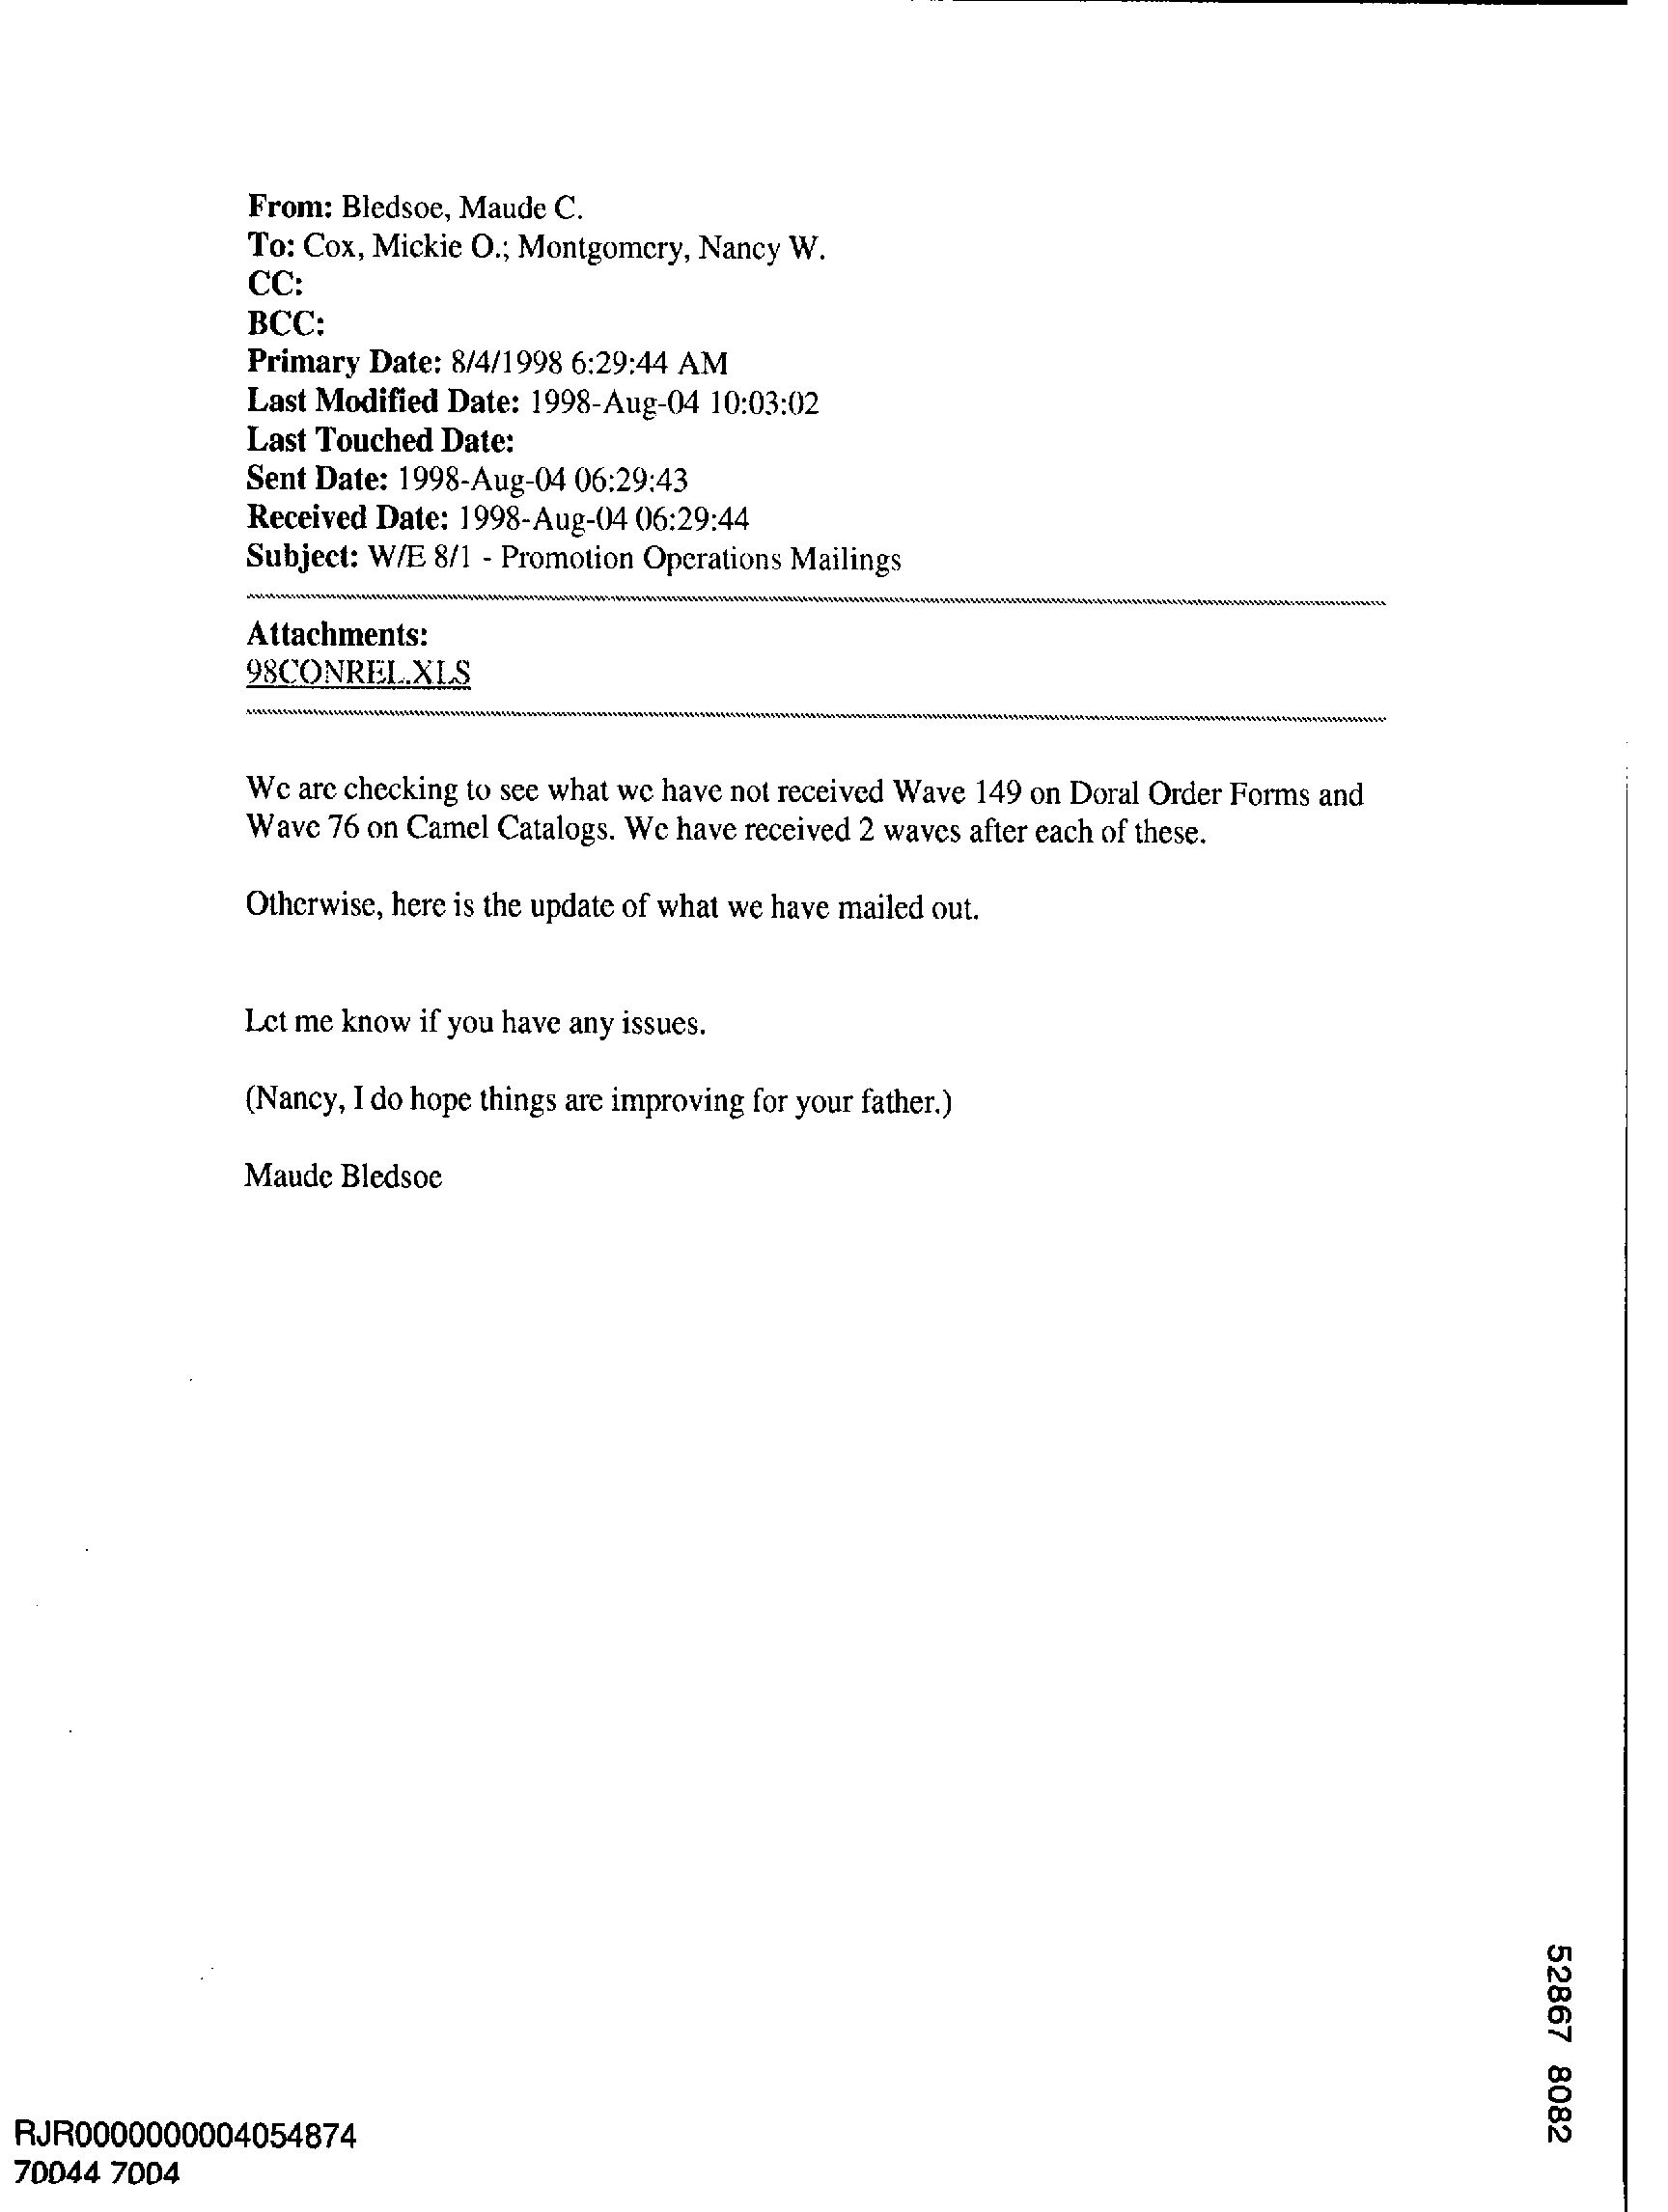 From: Bledsoe, Maude C.
To: Cox, Mickie O.; Montgomery, Nancy W.
CC:
BCC:
Primary Date: 8/4/1998 6:29:44 AM
Last Modified Date: 1998-Aug-04 10:03:02
Last Touched Date:
Sent Date: 1998-Aug-04 06:29:43
Received Date: 1998-Aug-04 06:29:44
Subject: W/E 8/1 - Promotion Operations Mailings
Attachments:
98CONREL.XLS
We are checking to see what we have not received Wave 149 on Doral Order Forms and
Wave 76 on Camel Catalogs. We have received 2 waves after each of these.
Otherwise, here is the update of what we have mailed out.
Let me know if you have any issues.
(Nancy, I do hope things are improving for your father.)
Maude Bledsoe
52867 8082
RJR0000000004054874
70044 7004